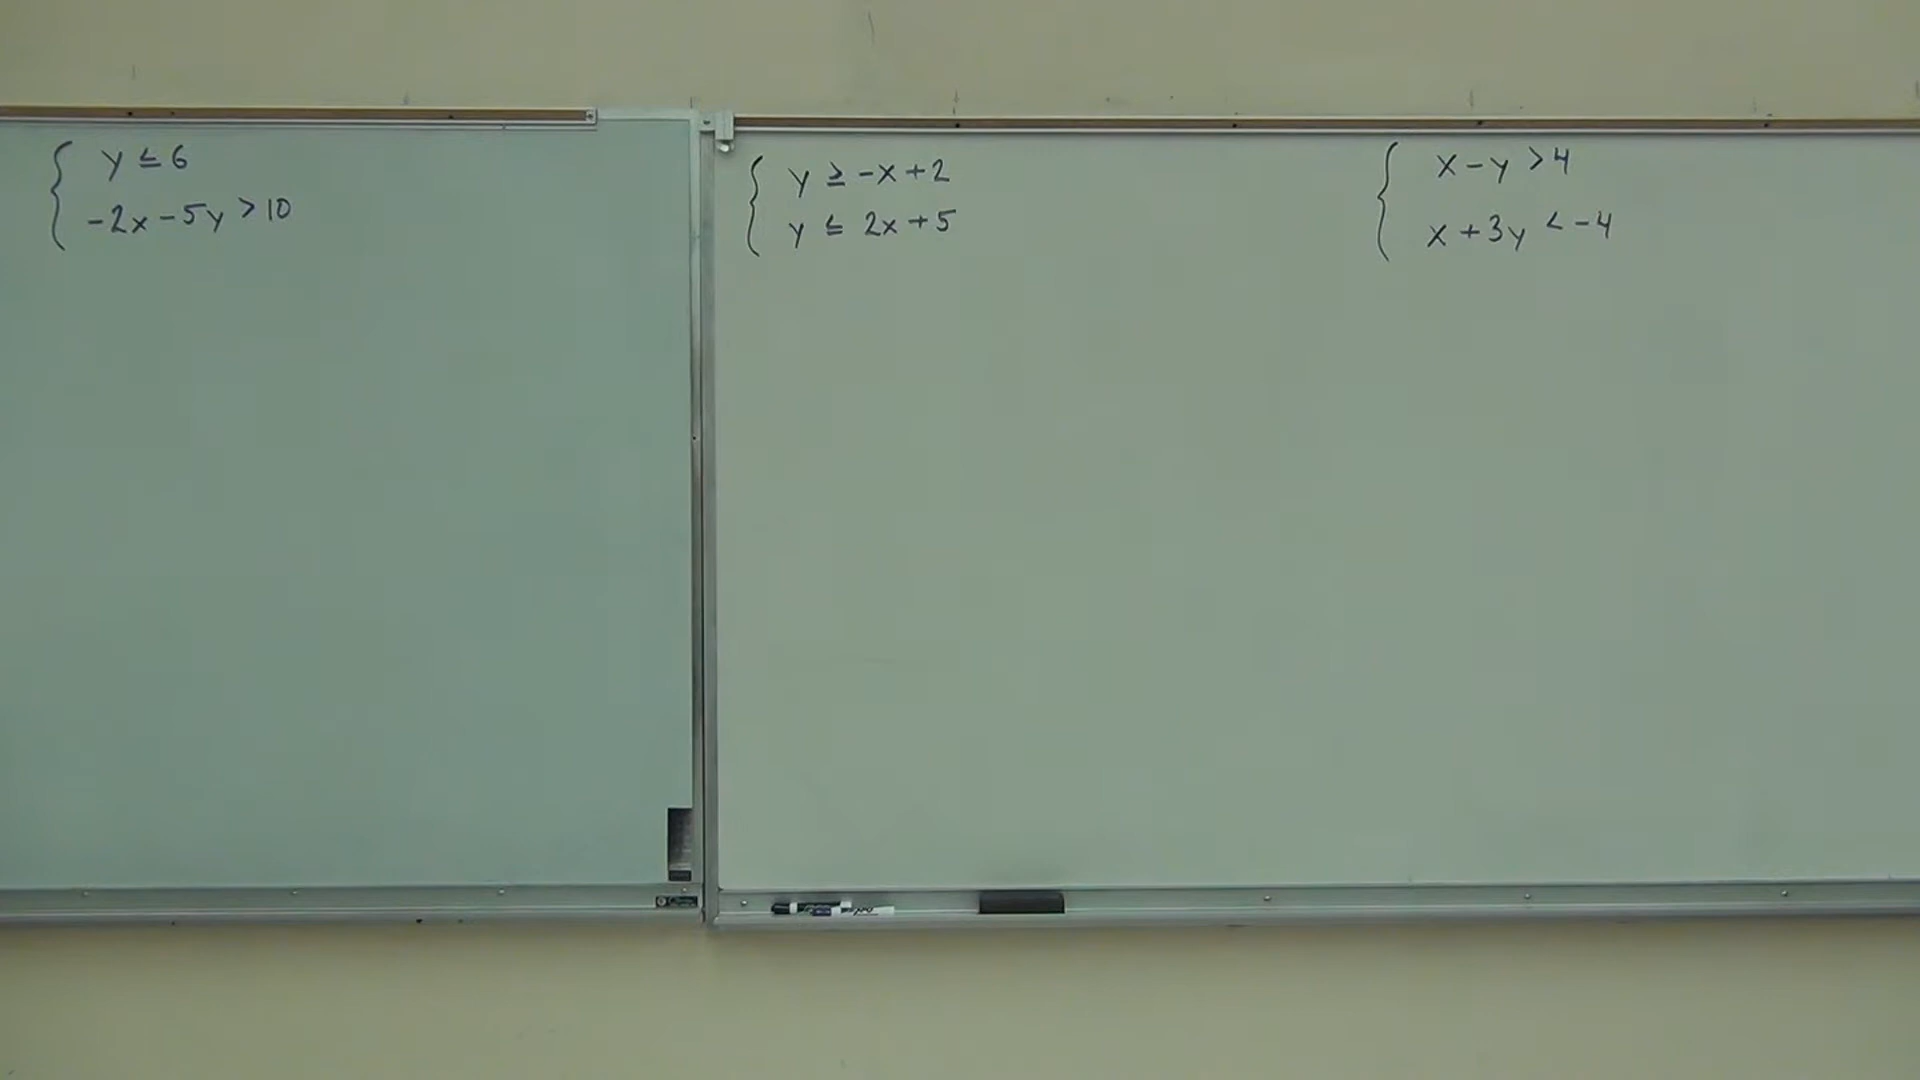 y ≤ 6
-2x - 5y > 10
y ≥ -x + 2
y ≤ 2x + 5
x - y > 4
x + 3y < -4